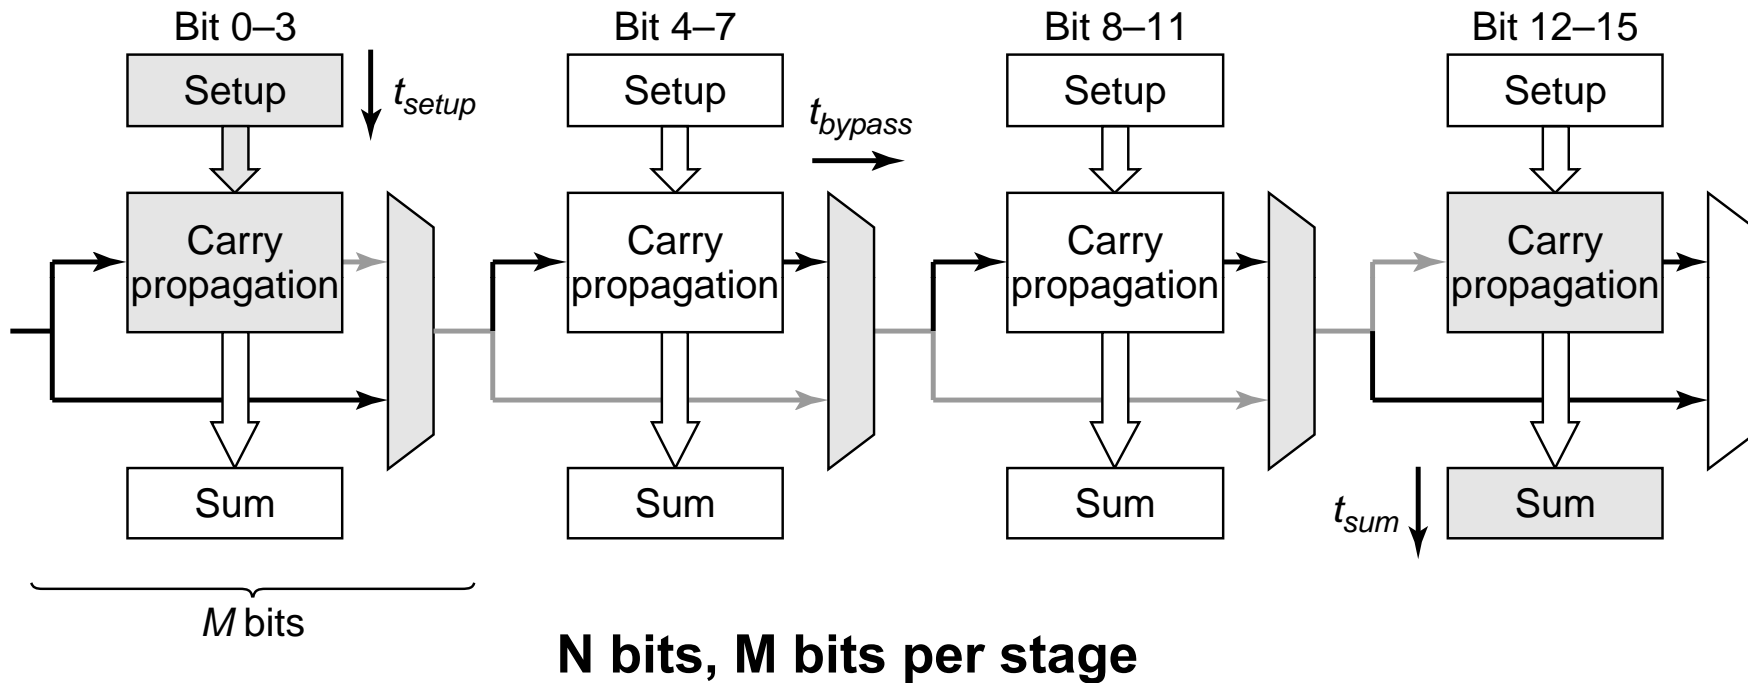 Bit 0–3
Bit 4–7
Bit 8–11
Bit 12–15
Setup
t_setup
Setup
t_bypass
Setup
Setup
Carry
propagation
Carry
propagation
Carry
propagation
Carry
propagation
Sum
Sum
Sum
t_sum
Sum
M bits
N bits, M bits per stage